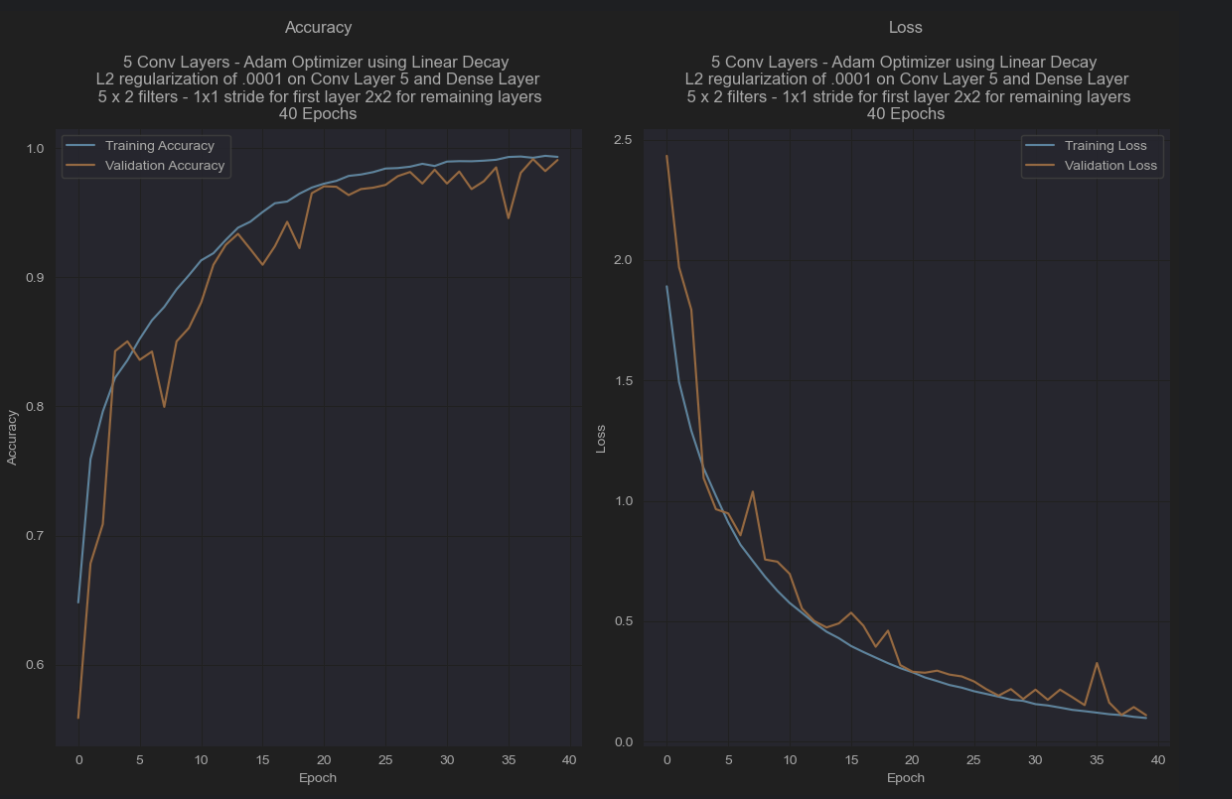 Accuracy
5 Conv Layers - Adam Optimizer using Linear Decay
L2 regularization of .0001 on Conv Layer 5 and Dense Layer
5 x 2 filters - 1x1 stride for first layer 2x2 for remaining layers
40 Epochs
Training Accuracy
Validation Accuracy
1.0
0.9
0.8
0.7
0.6
Accuracy
0 5 10 15 20 25 30 35 40
Epoch
Loss
5 Conv Layers - Adam Optimizer using Linear Decay
L2 regularization of .0001 on Conv Layer 5 and Dense Layer
5 x 2 filters - 1x1 stride for first layer 2x2 for remaining layers
40 Epochs
Training Loss
Validation Loss
2.5
2.0
1.5
1.0
0.5
0.0
Loss
0 5 10 15 20 25 30 35 40
Epoch